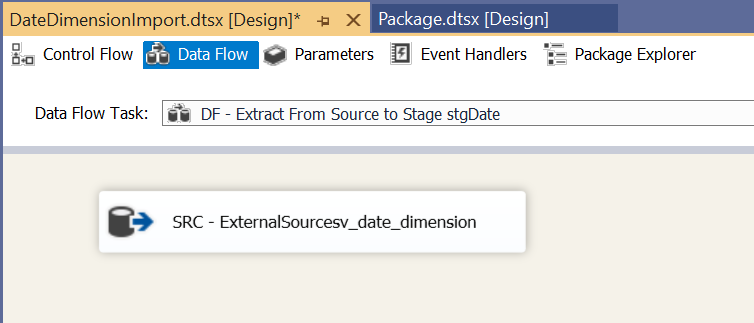 DateDimensionImport.dtsx [Design]* Package.dtsx [Design]
Control Flow Data Flow Parameters Event Handlers Package Explorer
Data Flow Task: DF - Extract From Source to Stage stgDate
SRC - ExternalSourcesv_date_dimension